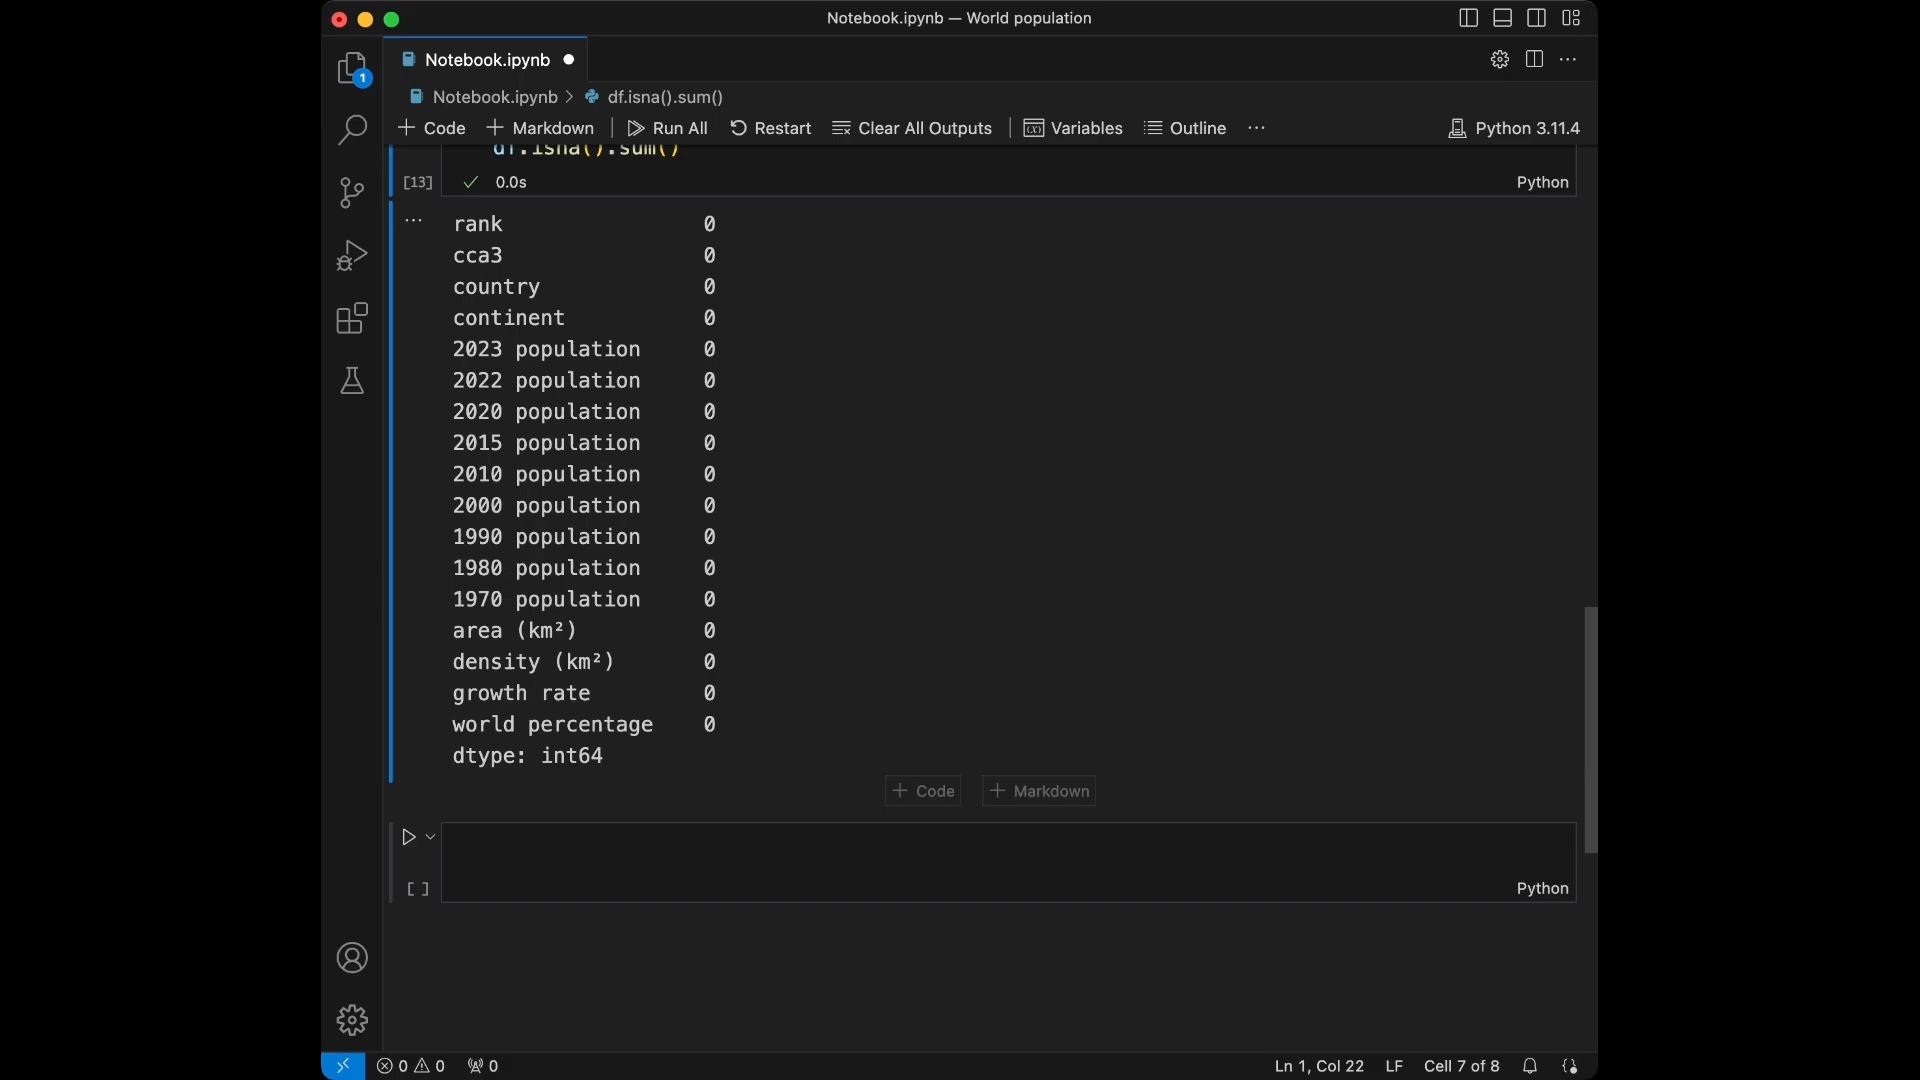 Notebook.ipynb — World population
Notebook.ipynb
1
Notebook.ipynb > df.isna().sum()
Code Markdown Run All Restart Clear All Outputs Variables Outline ... Python 3.11.4
df.isna().sum()
[13] 0.0s Python
... rank 0
cca3 0
country 0
continent 0
2023 population 0
2022 population 0
2020 population 0
2015 population 0
2010 population 0
2000 population 0
1990 population 0
1980 population 0
1970 population 0
area (km²) 0
density (km²) 0
growth rate 0
world percentage 0
dtype: int64
+ Code + Markdown
[ ] Python
0 0 0 Ln 1, Col 22 LF Cell 7 of 8